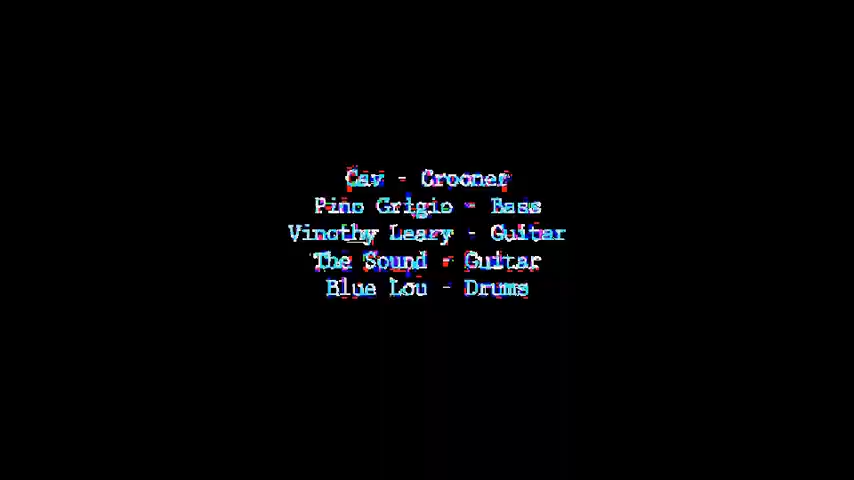 Cav - Crooner
Pino Grigio - Bass
Vinothy Leary - Guitar
The Sound - Guitar
Blue Lou - Drums